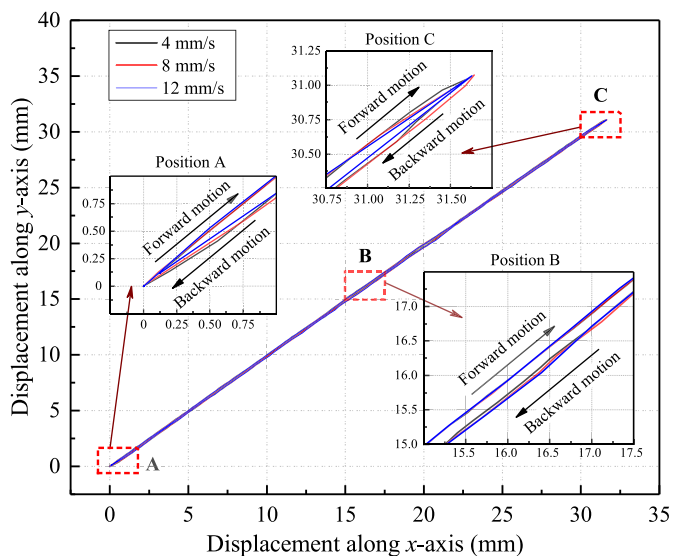 40
35
30
25
20
15
10
5
0
Displacement along y-axis (mm)
4 mm/s
8 mm/s
12 mm/s
Position C
31.25
31.00
30.75
30.50
30.75 31.00 31.25 31.50 31.75
Forward motion
Backward motion
C
Position A
0.75
0.50
0.25
0
0 0.25 0.50 0.75
Forward motion
Backward motion
B
Position B
17.0
16.5
16.0
15.5
15.0
15.5 16.0 16.5 17.0 17.5
Forward motion
Backward motion
A
0 5 10 15 20 25 30 35
Displacement along x-axis (mm)